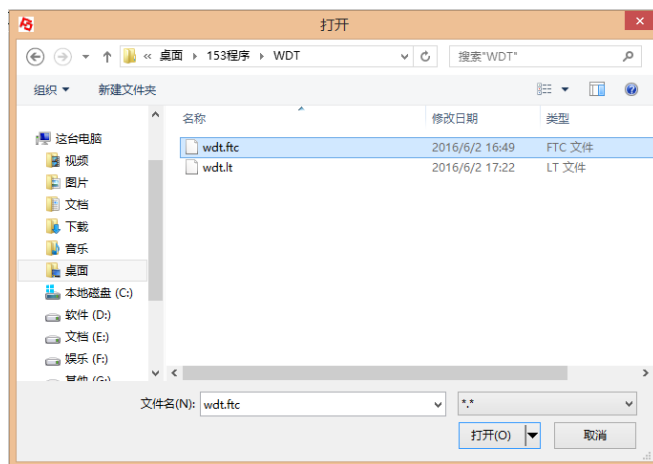 打开
« 桌面 ▸ 153程序 ▸ WDT
搜索"WDT"
组织 新建文件夹
名称 修改日期 类型
wdt.ftc 2016/6/2 16:49 FTC 文件
wdt.lt 2016/6/2 17:22 LT 文件
这台电脑
视频
图片
文档
下载
音乐
桌面
本地磁盘 (C:)
软件 (D:)
文档 (E:)
娱乐 (F:)
其他 (G:)
文件名(N): wdt.ftc *.*
打开(O) 取消